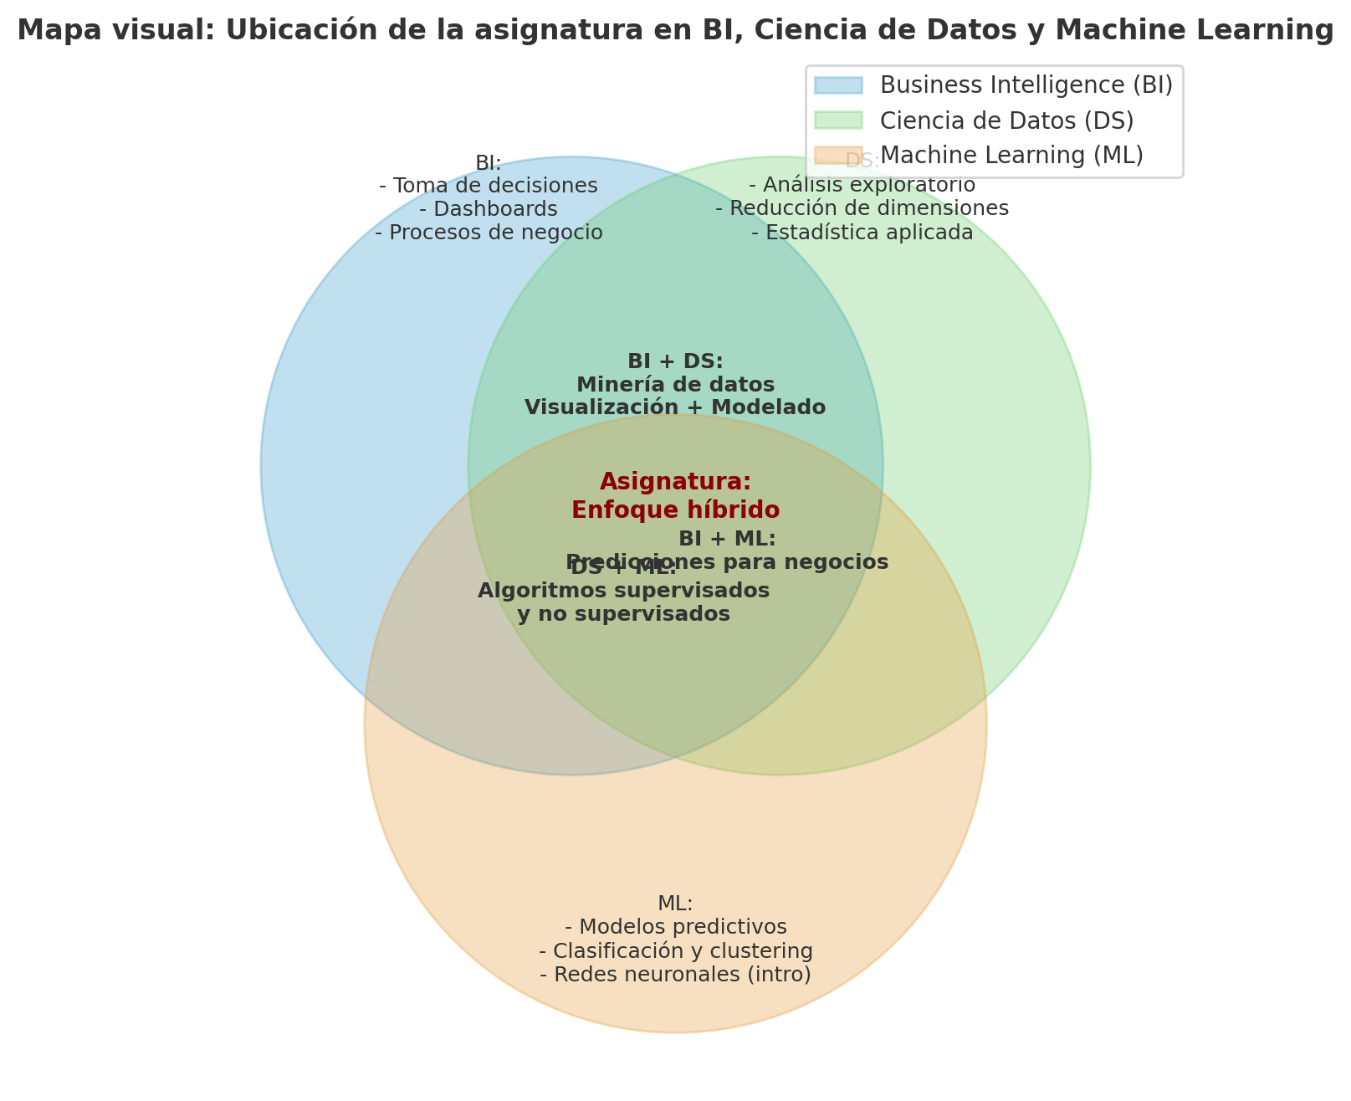 Mapa visual: Ubicación de la asignatura en BI, Ciencia de Datos y Machine Learning
Business Intelligence (BI)
Ciencia de Datos (DS)
Machine Learning (ML)
BI:
- Toma de decisiones
- Dashboards
- Procesos de negocio
DS:
- Análisis exploratorio
- Reducción de dimensiones
- Estadística aplicada
BI + DS:
Minería de datos
Visualización + Modelado
Asignatura:
Enfoque híbrido
BI + ML:
Predicciones para negocios
DS + ML:
Algoritmos supervisados
y no supervisados
ML:
- Modelos predictivos
- Clasificación y clustering
- Redes neuronales (intro)